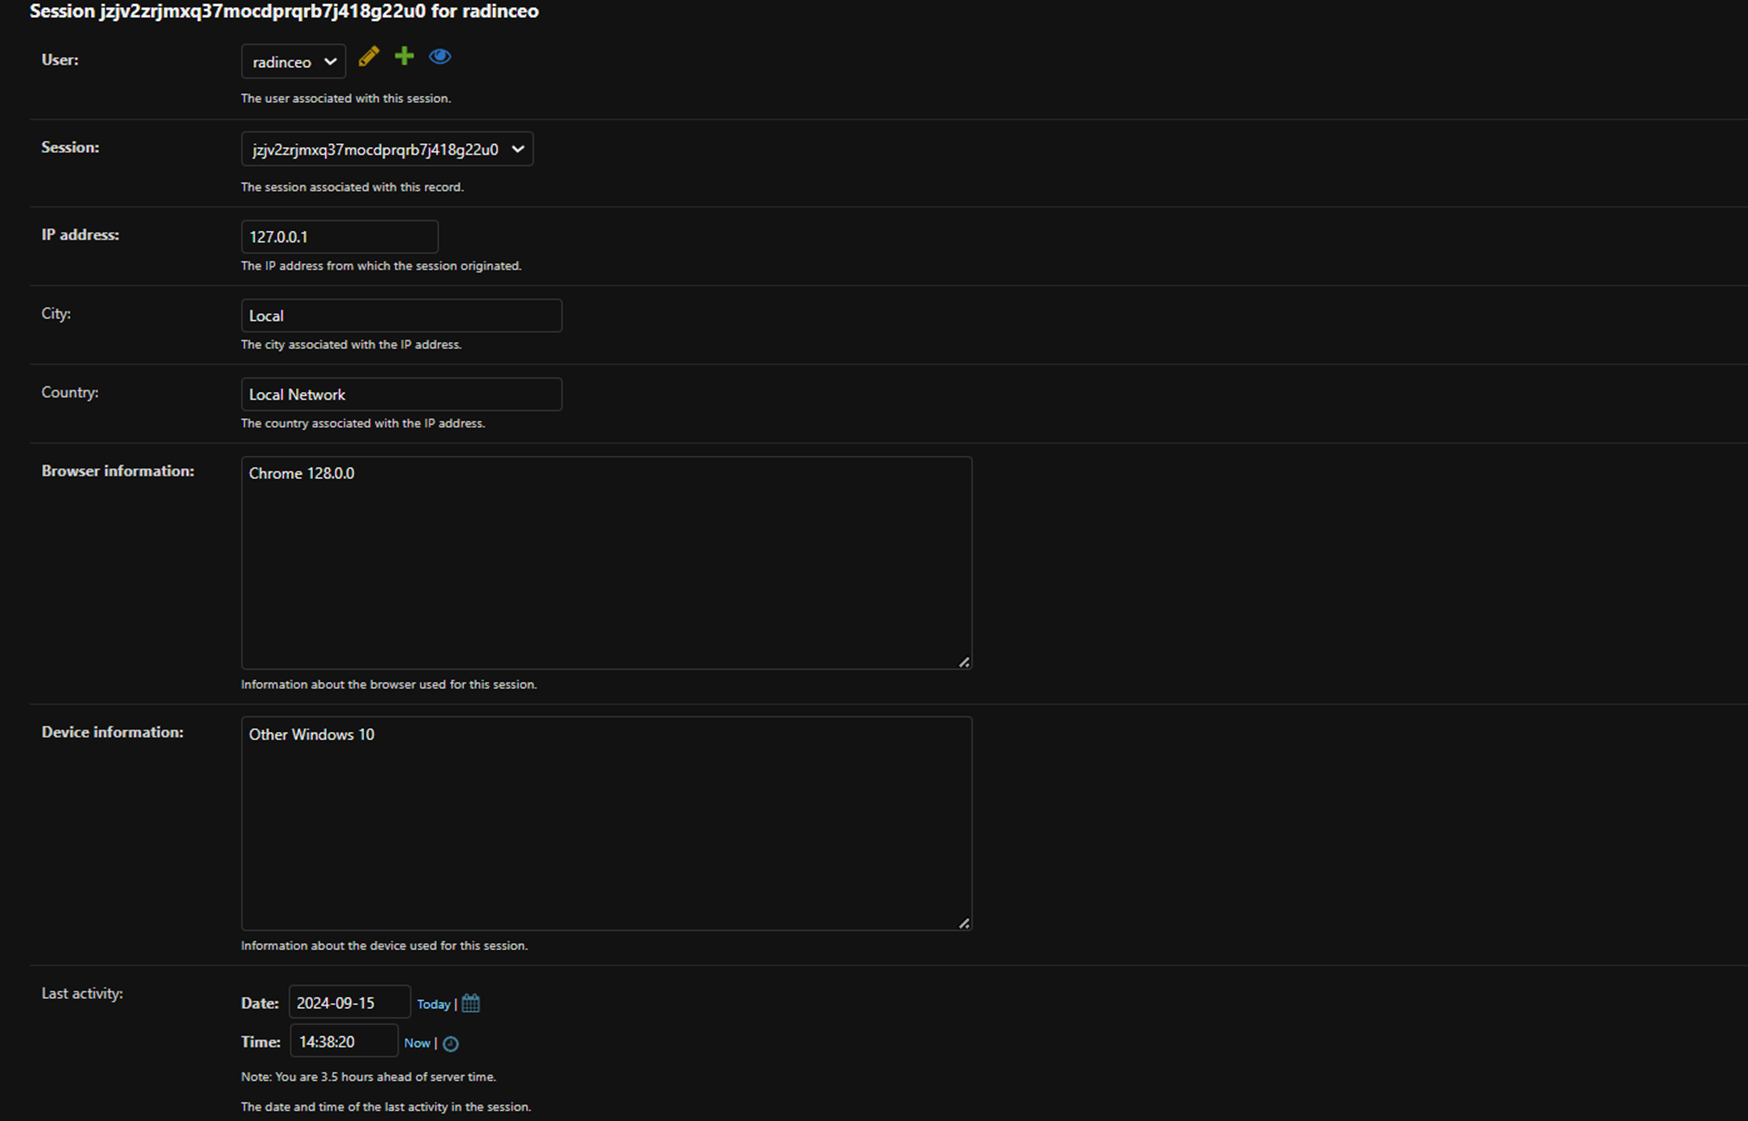 Session jzjv2zrjmxq37mocdprqrb7j418g22u0 for radinceo
User:
radinceo
The user associated with this session.
Session:
jzjv2zrjmxq37mocdprqrb7j418g22u0
The session associated with this record.
IP address:
127.0.0.1
The IP address from which the session originated.
City:
Local
The city associated with the IP address.
Country:
Local Network
The country associated with the IP address.
Browser information:
Chrome 128.0.0
Information about the browser used for this session.
Device information:
Other Windows 10
Information about the device used for this session.
Last activity:
Date: 2024-09-15 Today |
Time: 14:38:20 Now |
Note: You are 3.5 hours ahead of server time.
The date and time of the last activity in the session.